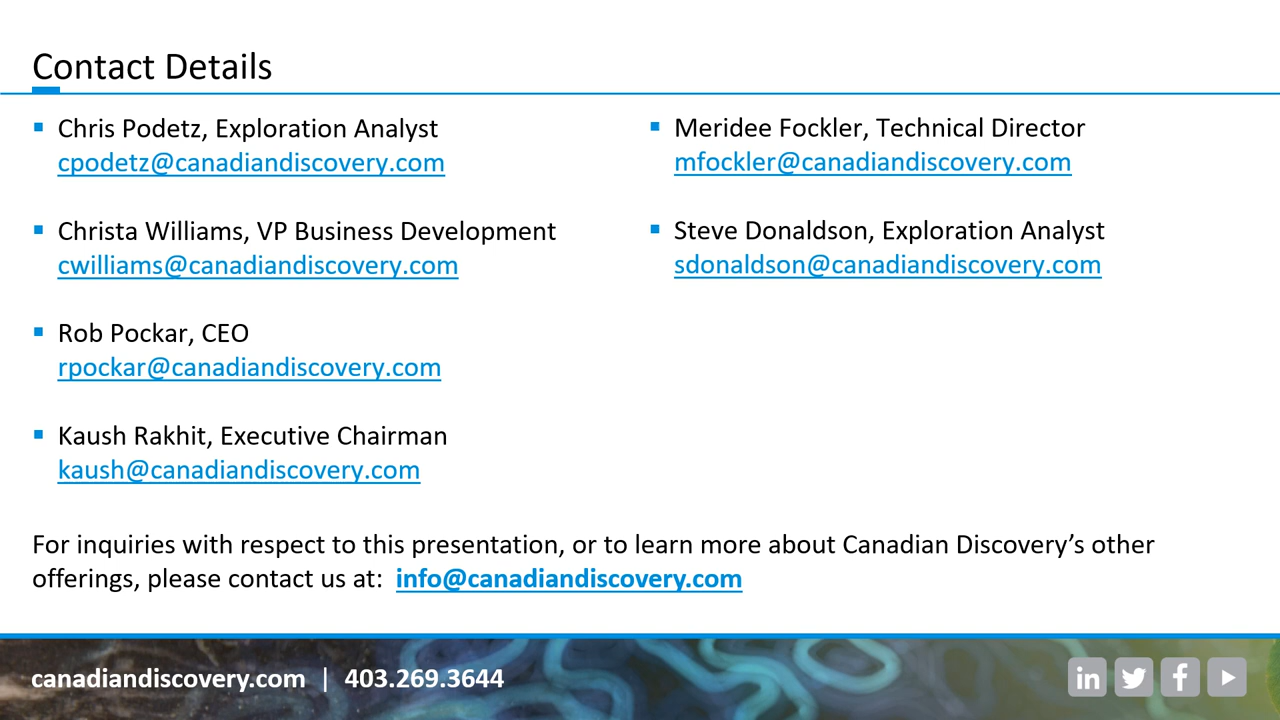 Contact Details
Chris Podetz, Exploration Analyst
cpodetz@canadiandiscovery.com
Christa Williams, VP Business Development
cwilliams@canadiandiscovery.com
Rob Pockar, CEO
rpockar@canadiandiscovery.com
Kaush Rakhit, Executive Chairman
kaush@canadiandiscovery.com
Meridee Fockler, Technical Director
mfockler@canadiandiscovery.com
Steve Donaldson, Exploration Analyst
sdonaldson@canadiandiscovery.com
For inquiries with respect to this presentation, or to learn more about Canadian Discovery’s other
offerings, please contact us at: info@canadiandiscovery.com
canadiandiscovery.com | 403.269.3644